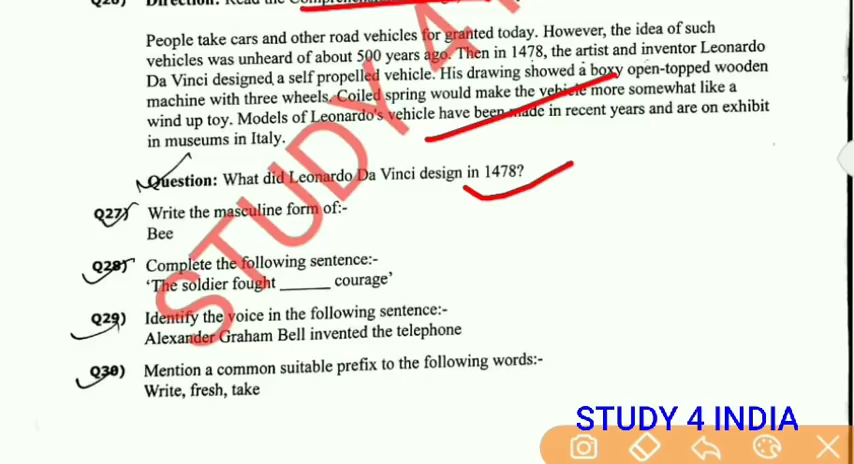 Q26) Direction: Read the Comprehension
People take cars and other road vehicles for granted today. However, the idea of such
vehicles was unheard of about 500 years ago. Then in 1478, the artist and inventor Leonardo
Da Vinci designed a self propelled vehicle. His drawing showed a boxy open-topped wooden
machine with three wheels. Coiled spring would make the vehicle more somewhat like a
wind up toy. Models of Leonardo's vehicle have been made in recent years and are on exhibit
in museums in Italy.
Question: What did Leonardo Da Vinci design in 1478?
Q27) Write the masculine form of:-
Bee
Q28) Complete the following sentence:-
'The soldier fought ______ courage'
Q29) Identify the voice in the following sentence:-
Alexander Graham Bell invented the telephone
Q30) Mention a common suitable prefix to the following words:-
Write, fresh, take
STUDY 4
STUDY 4 INDIA